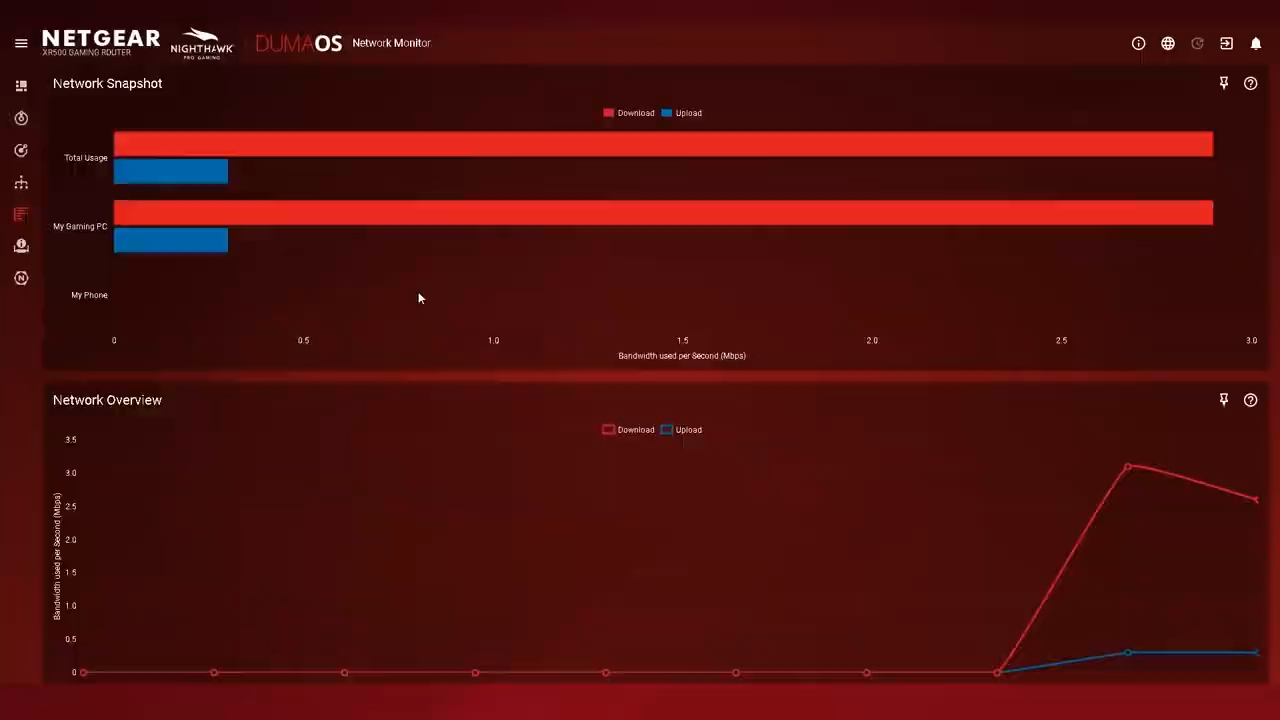 NETGEAR
XR500 GAMING ROUTER
NIGHTHAWK
PRO GAMING
DUMAOS
Network Monitor
Network Snapshot
Download
Upload
Total Usage
My Gaming PC
My Phone
0 0.5 1.0 1.5 2.0 2.5 3.0
Bandwidth used per Second (Mbps)
Network Overview
Download
Upload
3.5
3.0
2.5
2.0
1.5
1.0
0.5
0
Bandwidth used per Second (Mbps)